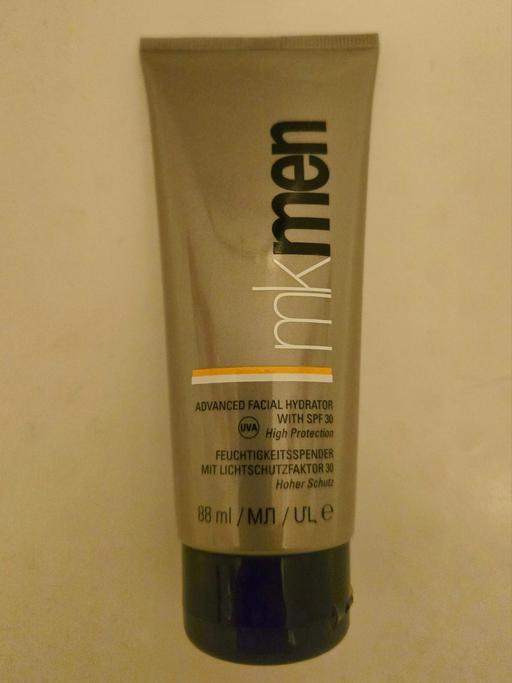 mkmen
ADVANCED FACIAL HYDRATOR
WITH SPF 30
UVA High Protection
FEUCHTIGKEITSSPENDER
MIT LICHTSCHUTZFAKTOR 30
Hoher Schutz
88 ml / МЛ / ՄԼ ℮